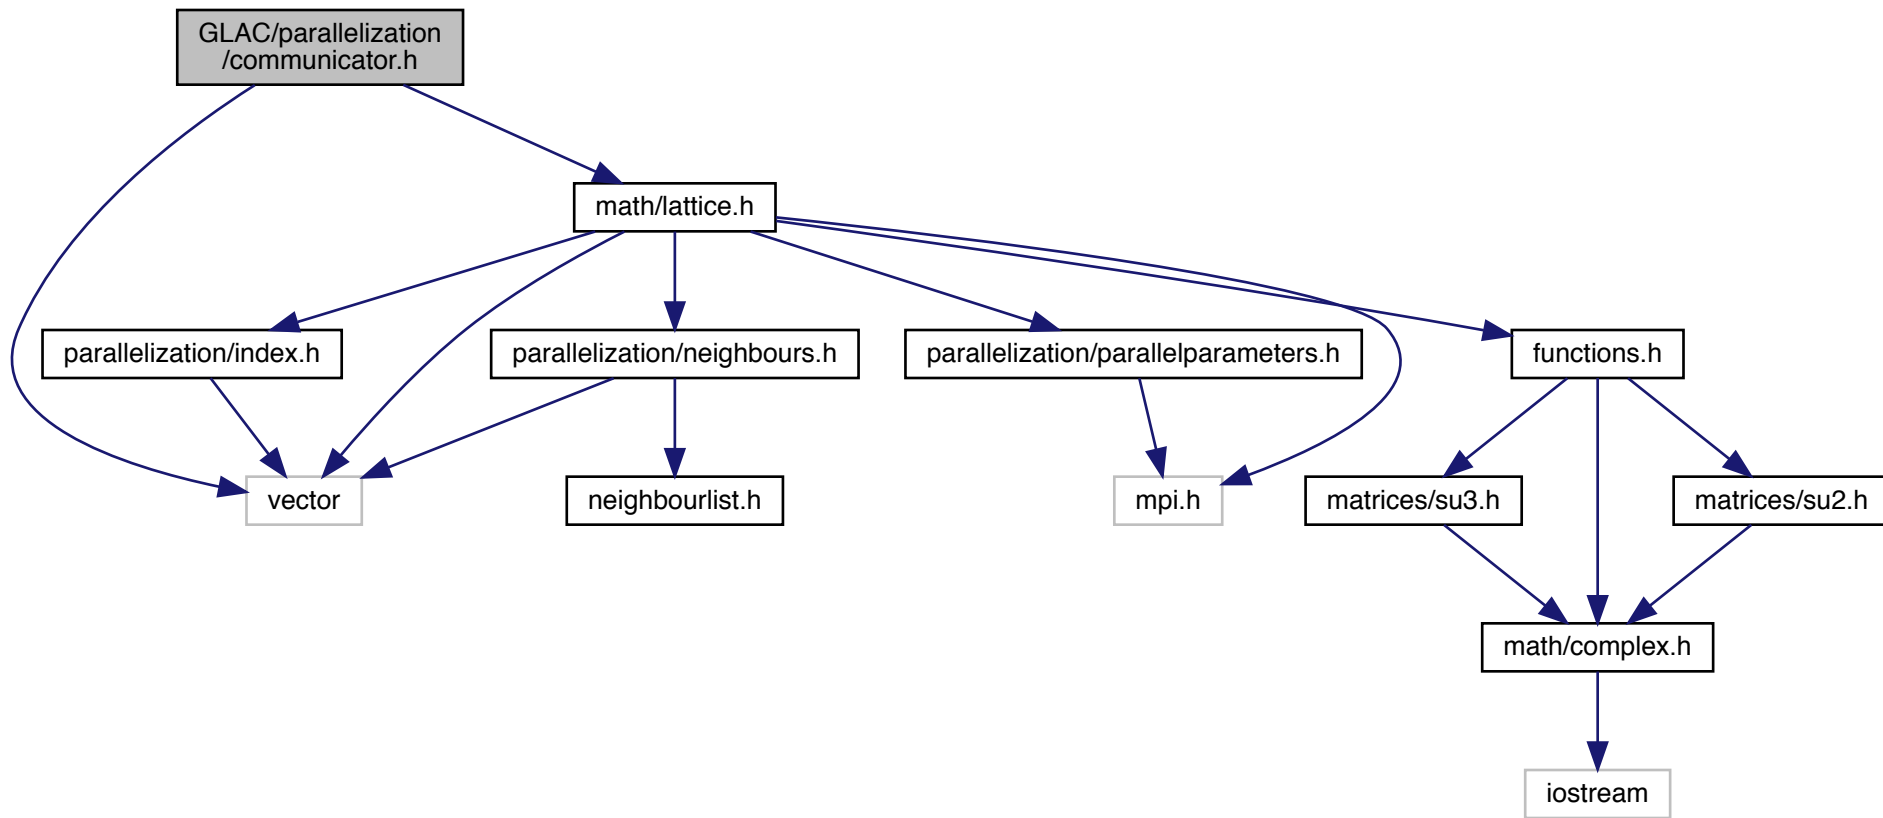 GLAC/parallelization
/communicator.h
math/lattice.h
parallelization/index.h
parallelization/neighbours.h
parallelization/parallelparameters.h
functions.h
vector
neighbourlist.h
mpi.h
matrices/su3.h
matrices/su2.h
math/complex.h
iostream